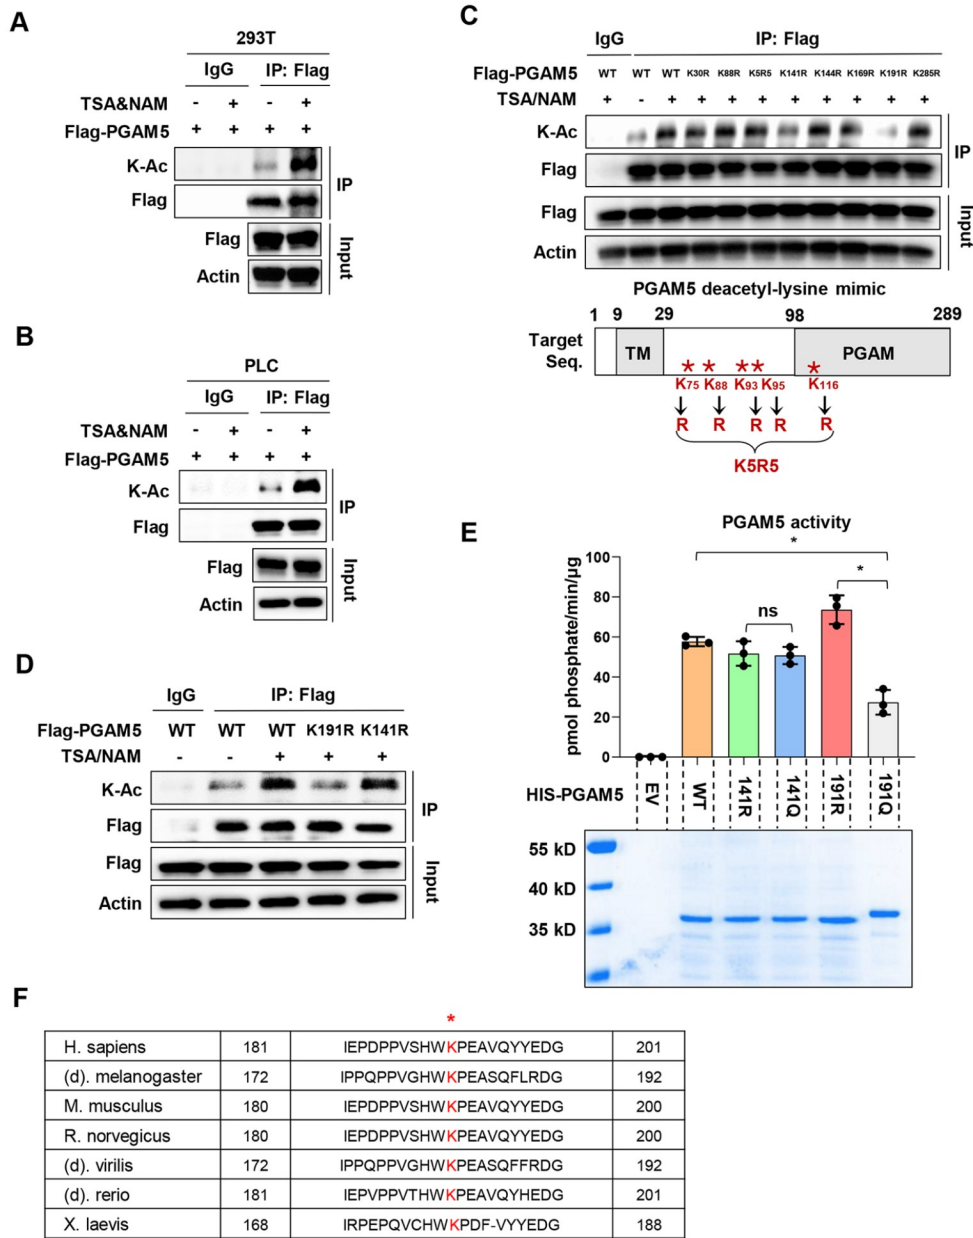 A
293T
IgG IP: Flag
TSA&NAM - + - +
Flag-PGAM5 + + + +
K-Ac
Flag
IP
Flag
Actin
Input
B
PLC
IgG IP: Flag
TSA&NAM - + - +
Flag-PGAM5 + + + +
K-Ac
Flag
IP
Flag
Actin
Input
C
IgG IP: Flag
Flag-PGAM5 WT WT WT K30R K88R K5R5 K141R K144R K169R K191R K285R
TSA/NAM + - + + + + + + + + +
K-Ac
Flag
IP
Flag
Actin
Input
PGAM5 deacetyl-lysine mimic
1 9 29 98 289
Target
Seq.
TM PGAM
* * * * *
K75 K88 K93 K95 K116
R R R R R
K5R5
D
IgG IP: Flag
Flag-PGAM5 WT WT WT K191R K141R
TSA/NAM - - + + +
K-Ac
Flag
IP
Flag
Actin
Input
E
PGAM5 activity
*
*
ns
pmol phosphate/min/µg
100
80
60
40
20
0
HIS-PGAM5 EV WT 141R 141Q 191R 191Q
55 kD
40 kD
35 kD
F
*
H. sapiens 181 IEPDPPVSHWKPEAVQYYEDG 201
(d). melanogaster 172 IPPQPPVGHWKPEASQFLRDG 192
M. musculus 180 IEPDPPVSHWKPEAVQYYEDG 200
R. norvegicus 180 IEPDPPVSHWKPEAVQYYEDG 200
(d). virilis 172 IPPQPPVGHWKPEASQFFRDG 192
(d). rerio 181 IEPVPPVTHWKPEAVQYHEDG 201
X. laevis 168 IRPEPQVCHWKPDF-VYYEDG 188